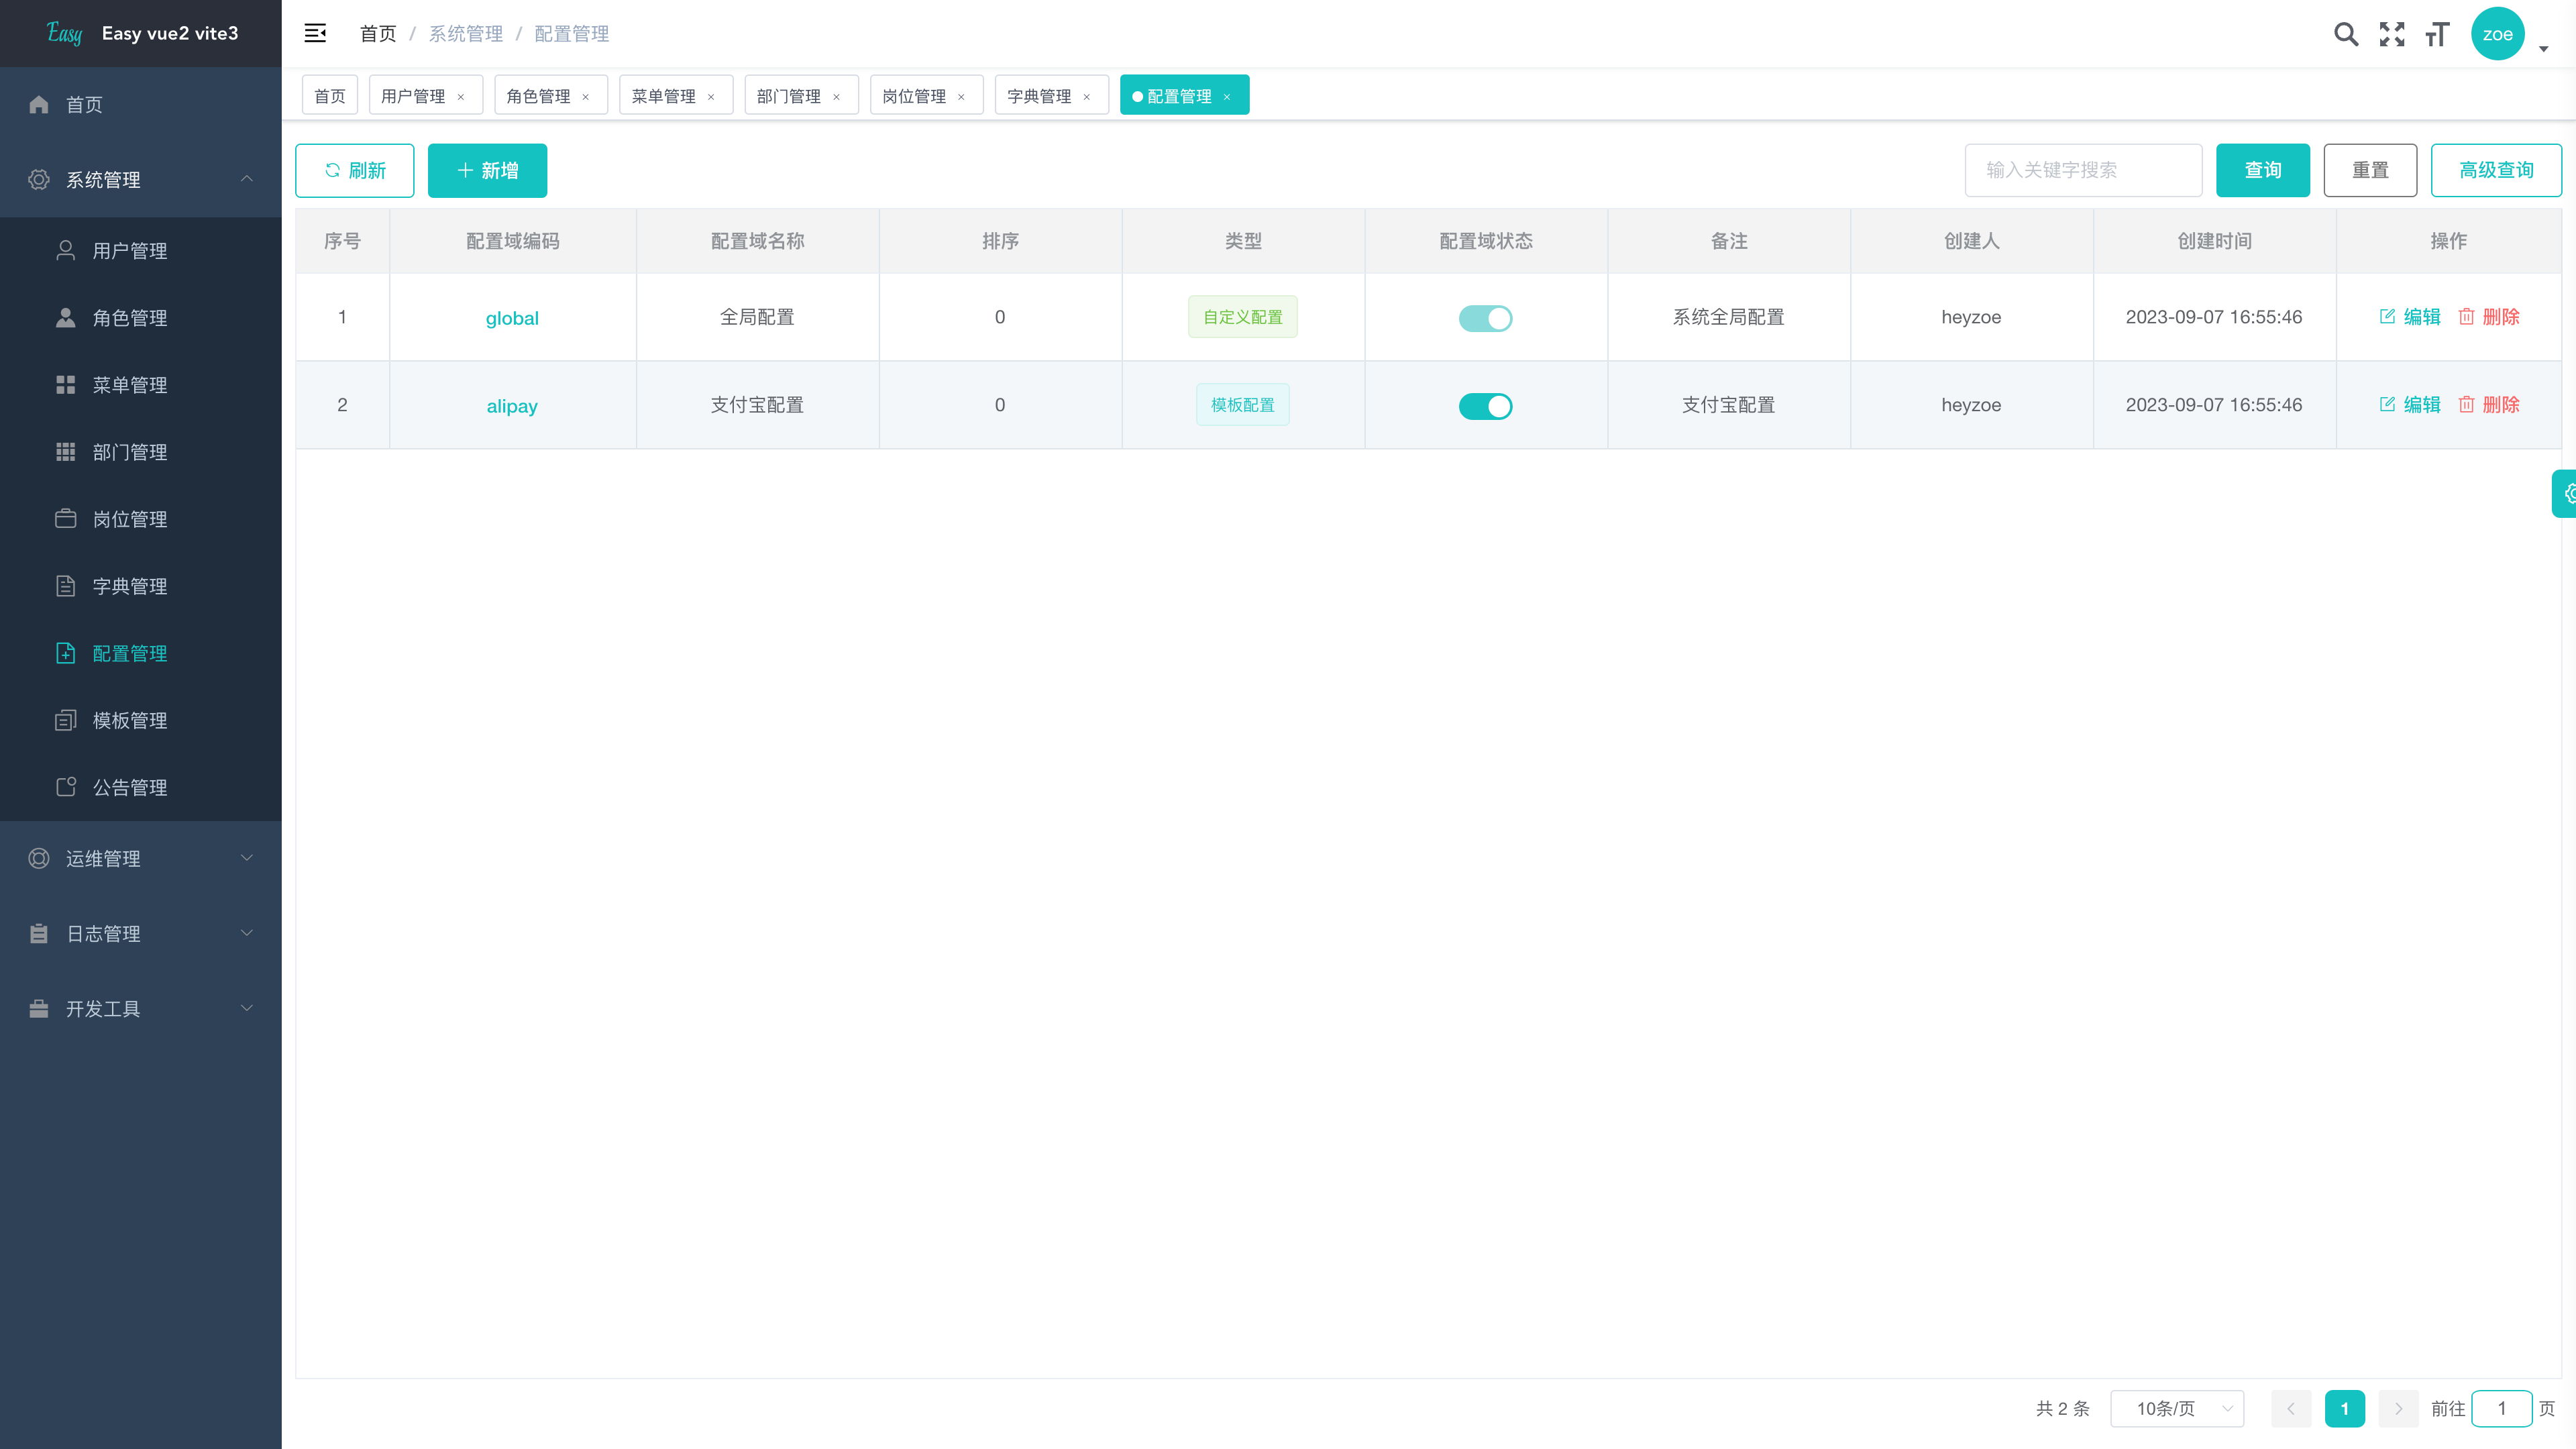 Easy Easy vue2 vite3
首页 / 系统管理 / 配置管理
zoe
首页
系统管理
用户管理
角色管理
菜单管理
部门管理
岗位管理
字典管理
配置管理
模板管理
公告管理
运维管理
日志管理
开发工具
首页 用户管理 × 角色管理 × 菜单管理 × 部门管理 × 岗位管理 × 字典管理 × 配置管理 ×
刷新 新增 输入关键字搜索 查询 重置 高级查询
序号 配置域编码 配置域名称 排序 类型 配置域状态 备注 创建人 创建时间 操作
1 global 全局配置 0 自定义配置 系统全局配置 heyzoe 2023-09-07 16:55:46 编辑 删除
2 alipay 支付宝配置 0 模板配置 支付宝配置 heyzoe 2023-09-07 16:55:46 编辑 删除
共 2 条 10条/页 1 前往 1 页